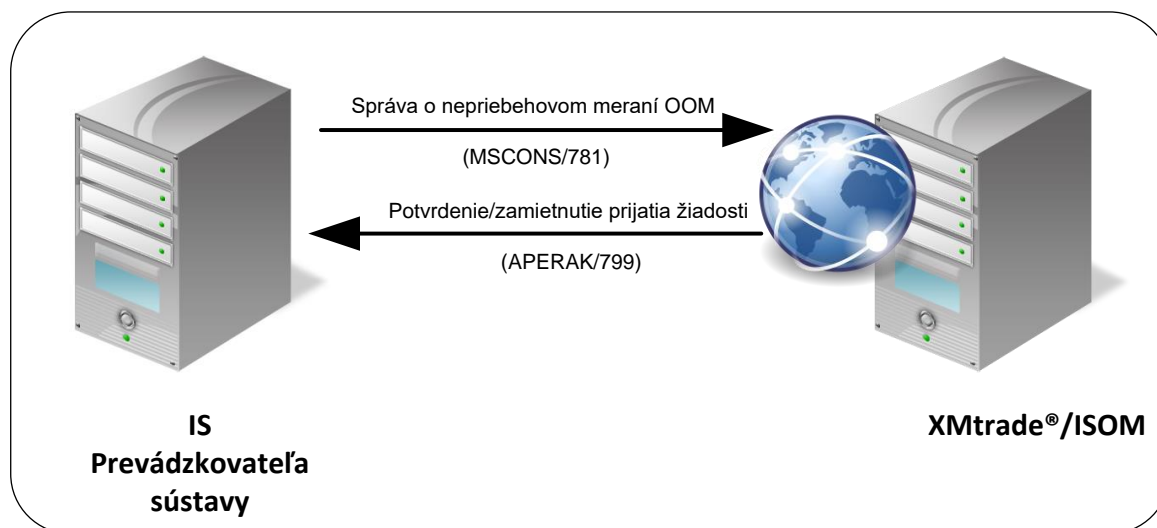 Správa o nepriebehovom meraní OOM
(MSCONS/781)
Potvrdenie/zamietnutie prijatia žiadosti
(APERAK/799)
IS
Prevádzkovateľa
sústavy
XMtrade®/ISOM